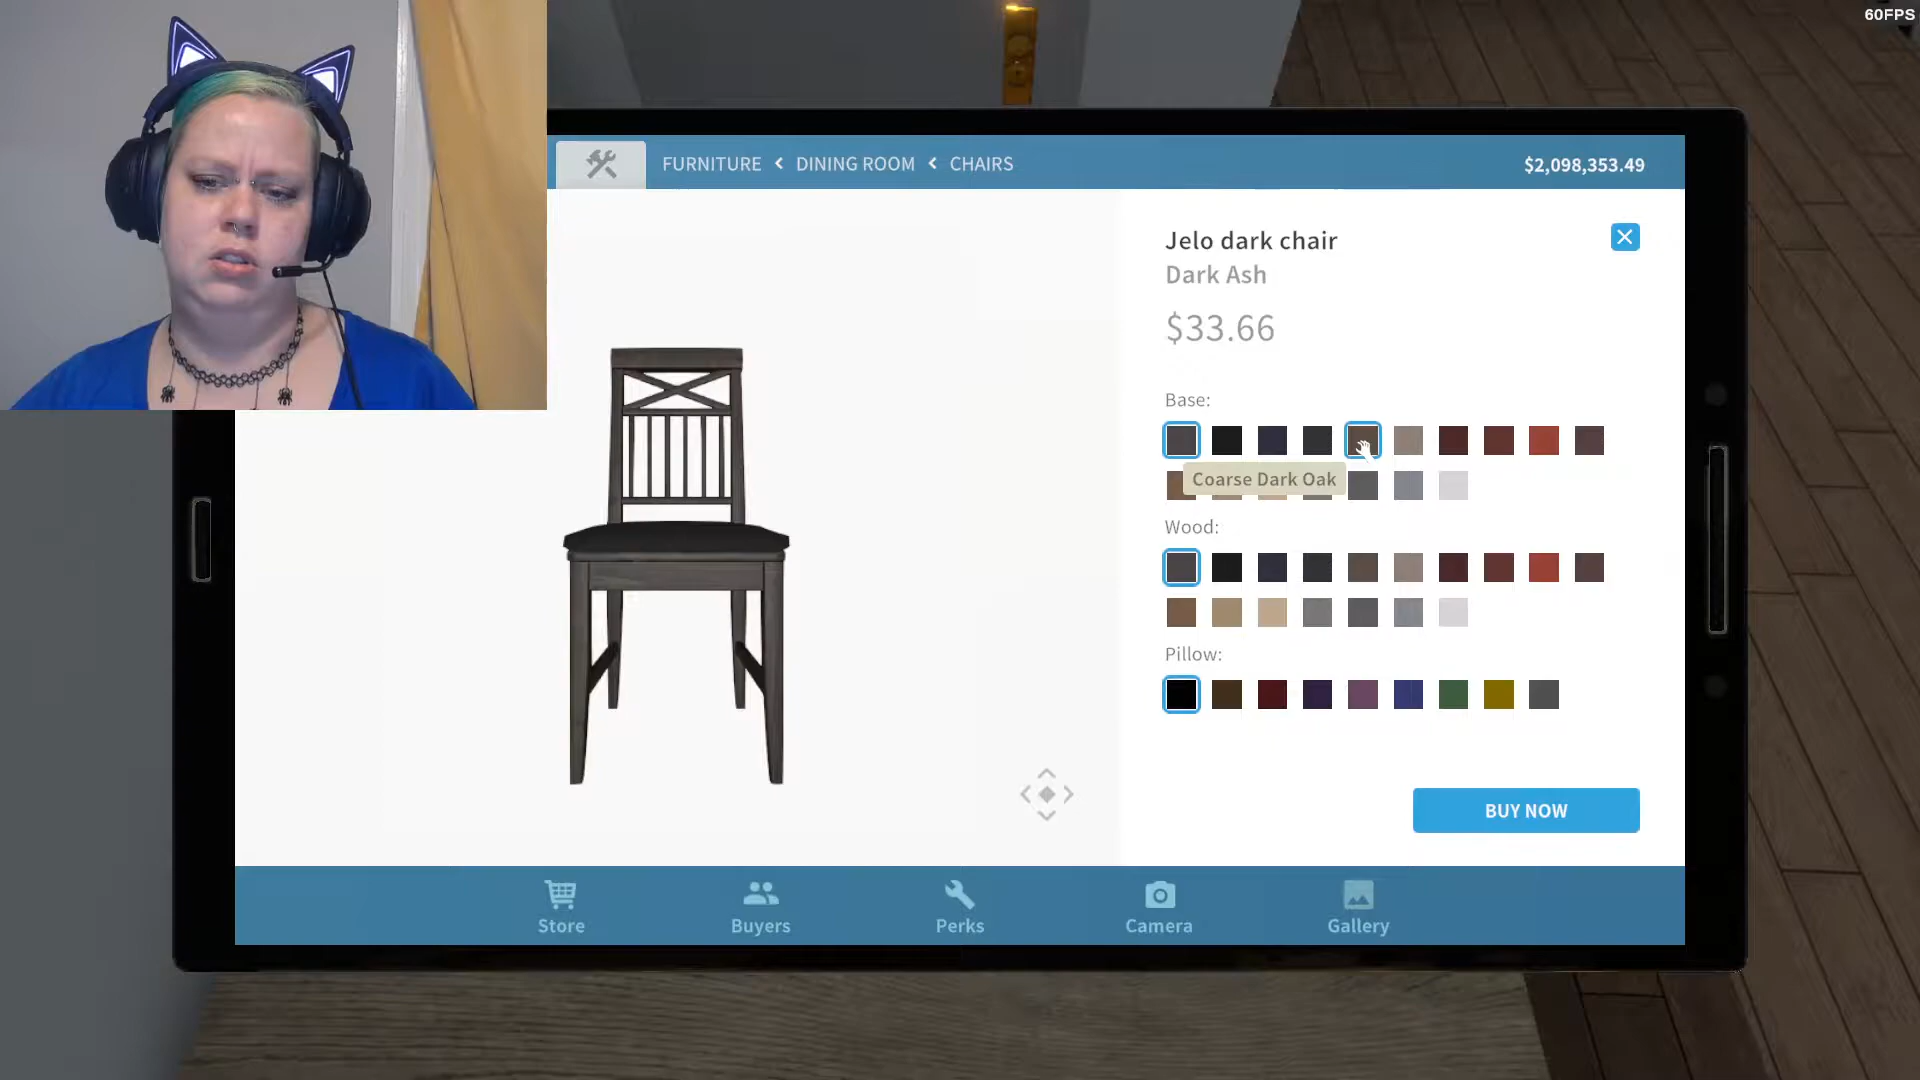 60FPS
FURNITURE < DINING ROOM < CHAIRS
$2,098,353.49
Jelo dark chair
Dark Ash
$33.66
Base:
Coarse Dark Oak
Wood:
Pillow:
BUY NOW
Store
Buyers
Perks
Camera
Gallery